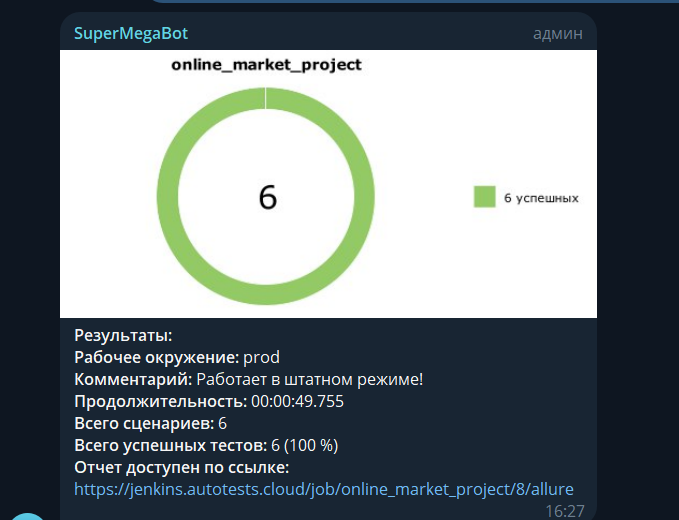 SuperMegaBot админ
online_market_project
6
6 успешных
Результаты:
Рабочее окружение: prod
Комментарий: Работает в штатном режиме!
Продолжительность: 00:00:49.755
Всего сценариев: 6
Всего успешных тестов: 6 (100 %)
Отчет доступен по ссылке:
https://jenkins.autotests.cloud/job/online_market_project/8/allure
16:27